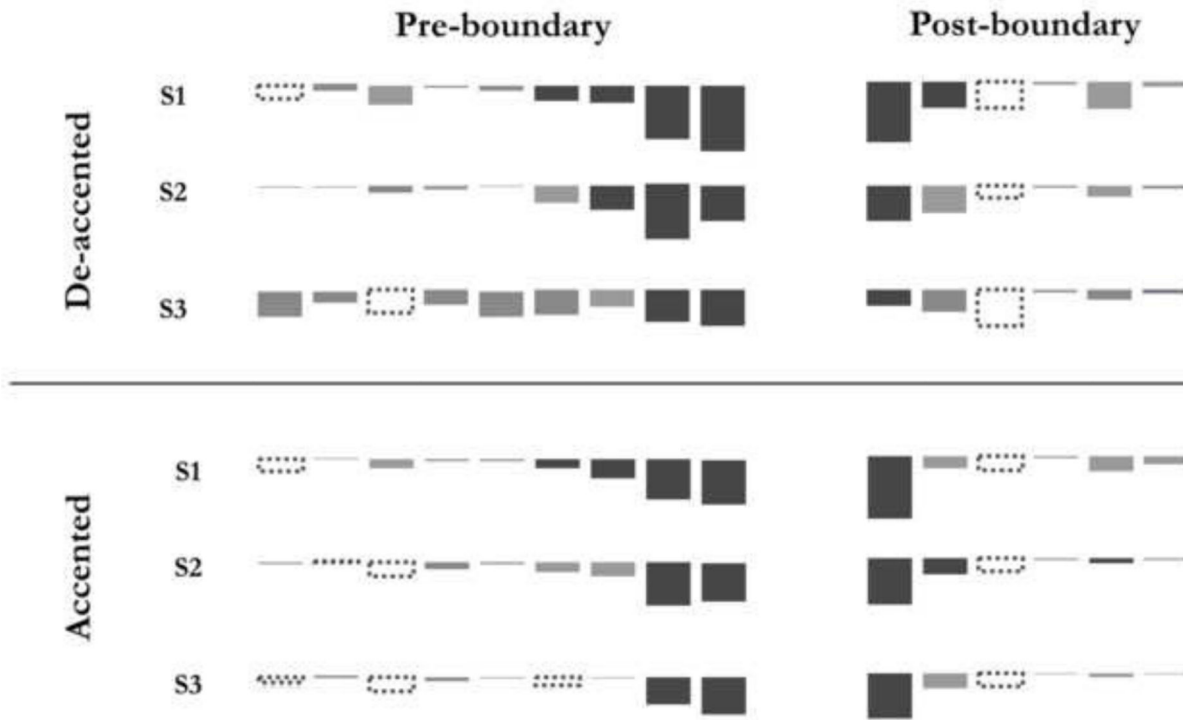 Pre-boundary Post-boundary
De-accented
S1
S2
S3
Accented
S1
S2
S3